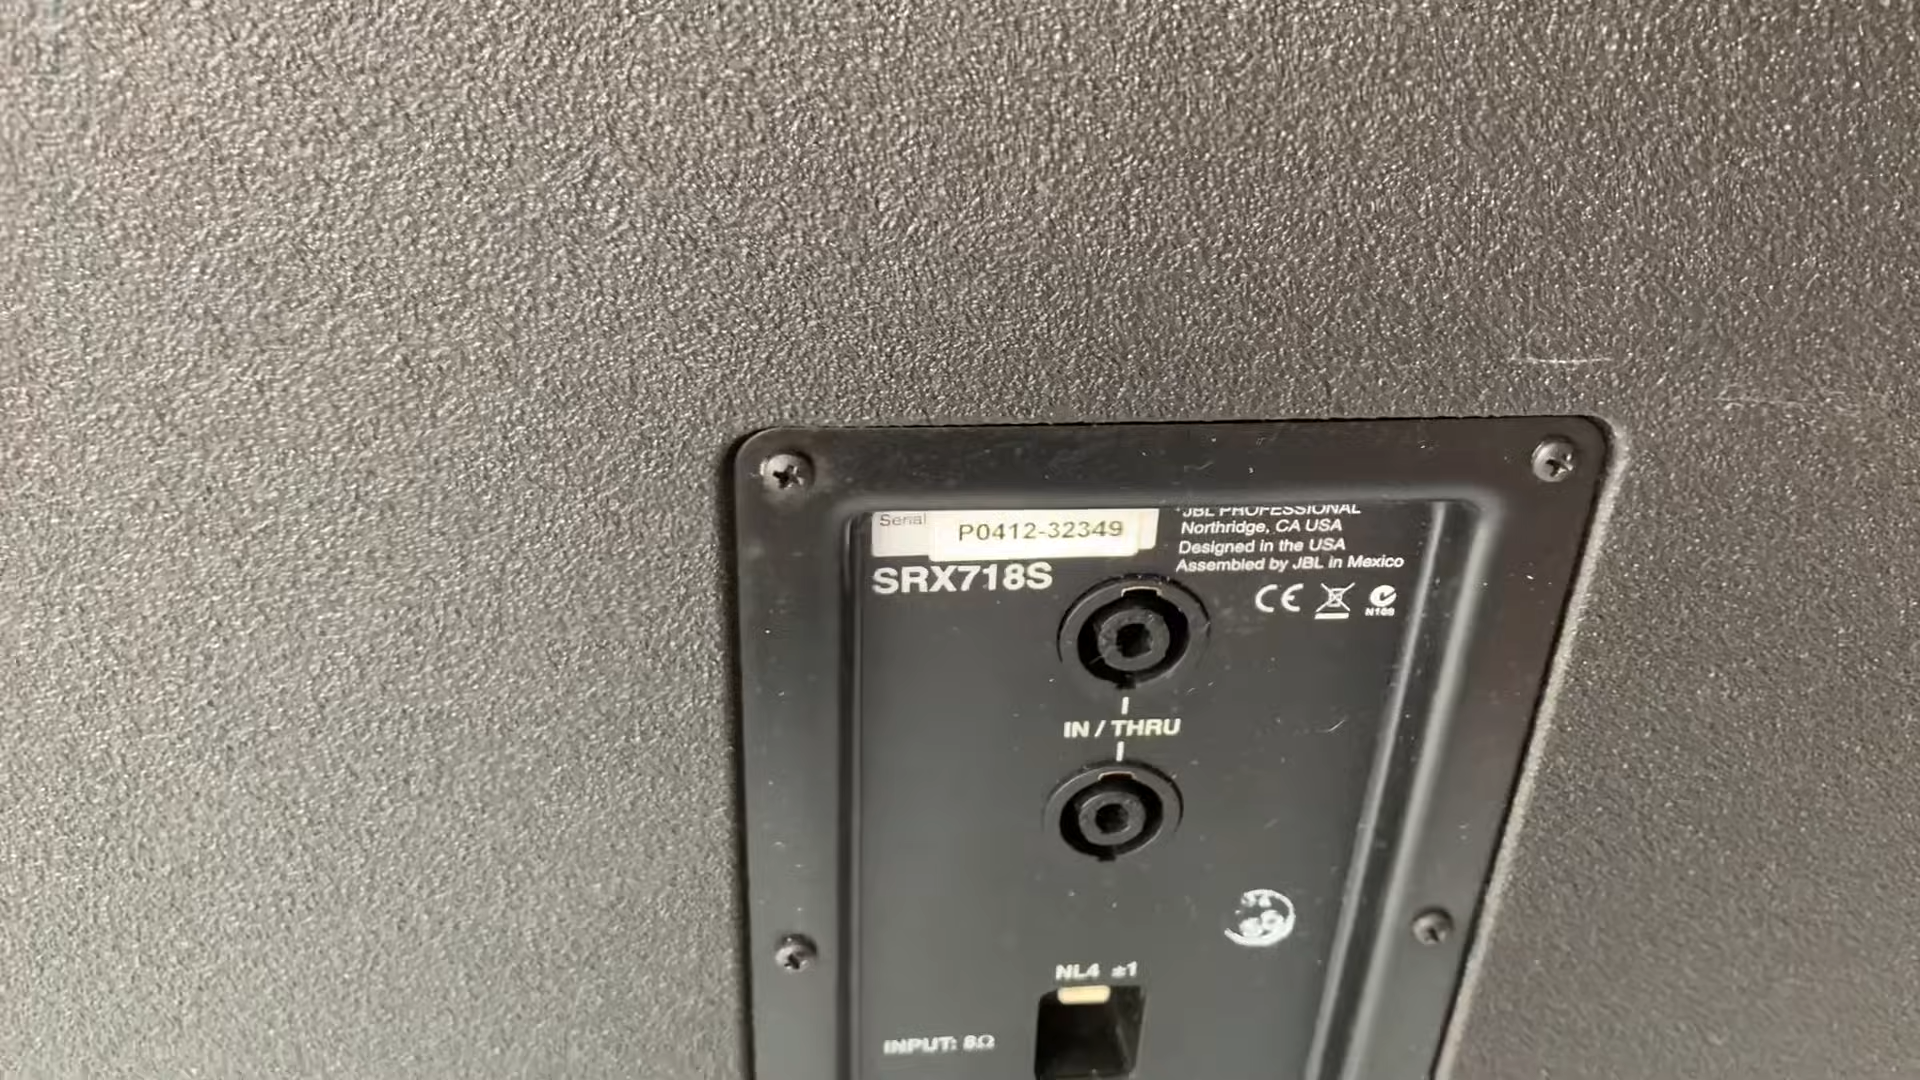 Serial
P0412-32349
SRX718S
JBL PROFESSIONAL
Northridge, CA USA
Designed in the USA
Assembled by JBL in Mexico
CE
N108
IN / THRU
NL4 ±1
INPUT: 8Ω